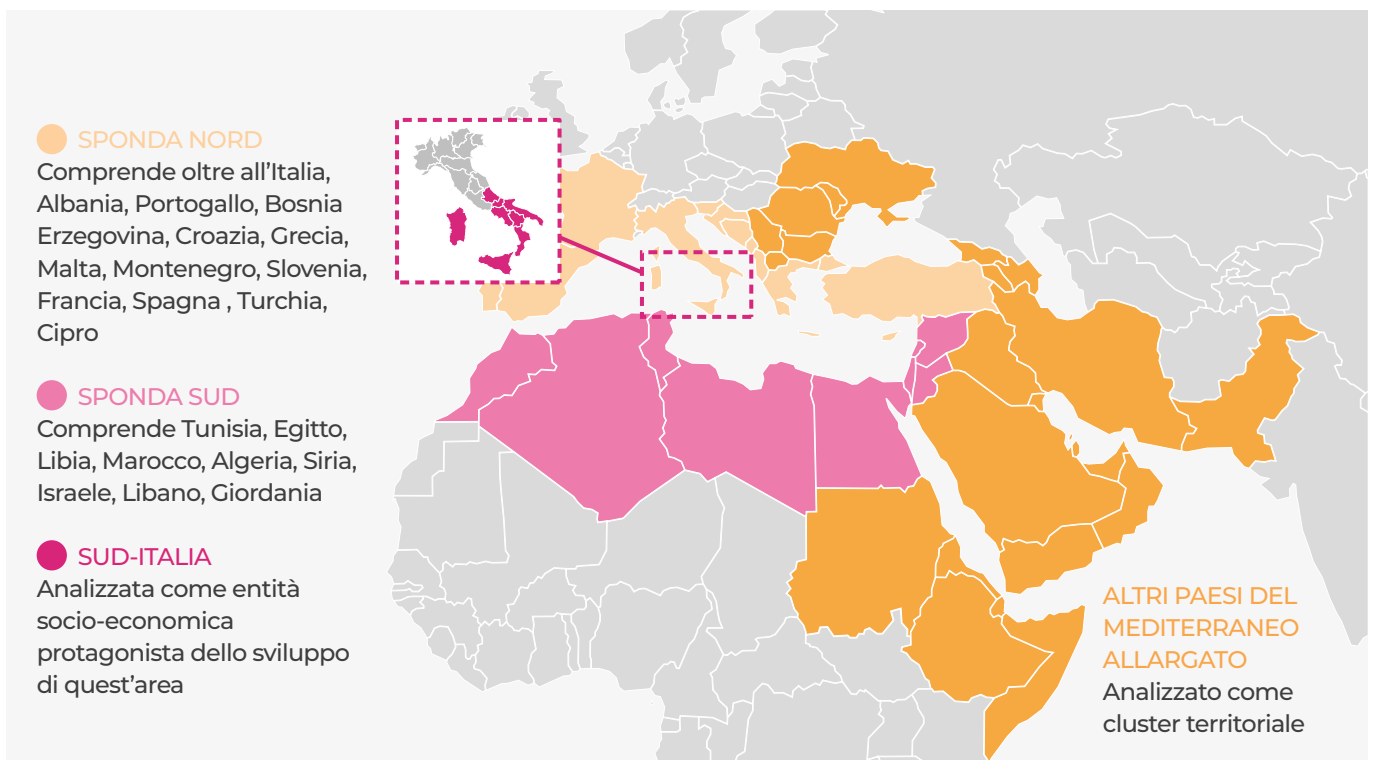 SPONDA NORD
Comprende oltre all'Italia,
Albania, Portogallo, Bosnia
Erzegovina, Croazia, Grecia,
Malta, Montenegro, Slovenia,
Francia, Spagna , Turchia,
Cipro
SPONDA SUD
Comprende Tunisia, Egitto,
Libia, Marocco, Algeria, Siria,
Israele, Libano, Giordania
SUD-ITALIA
Analizzata come entità
socio-economica
protagonista dello sviluppo
di quest'area
ALTRI PAESI DEL
MEDITERRANEO
ALLARGATO
Analizzato come
cluster territoriale